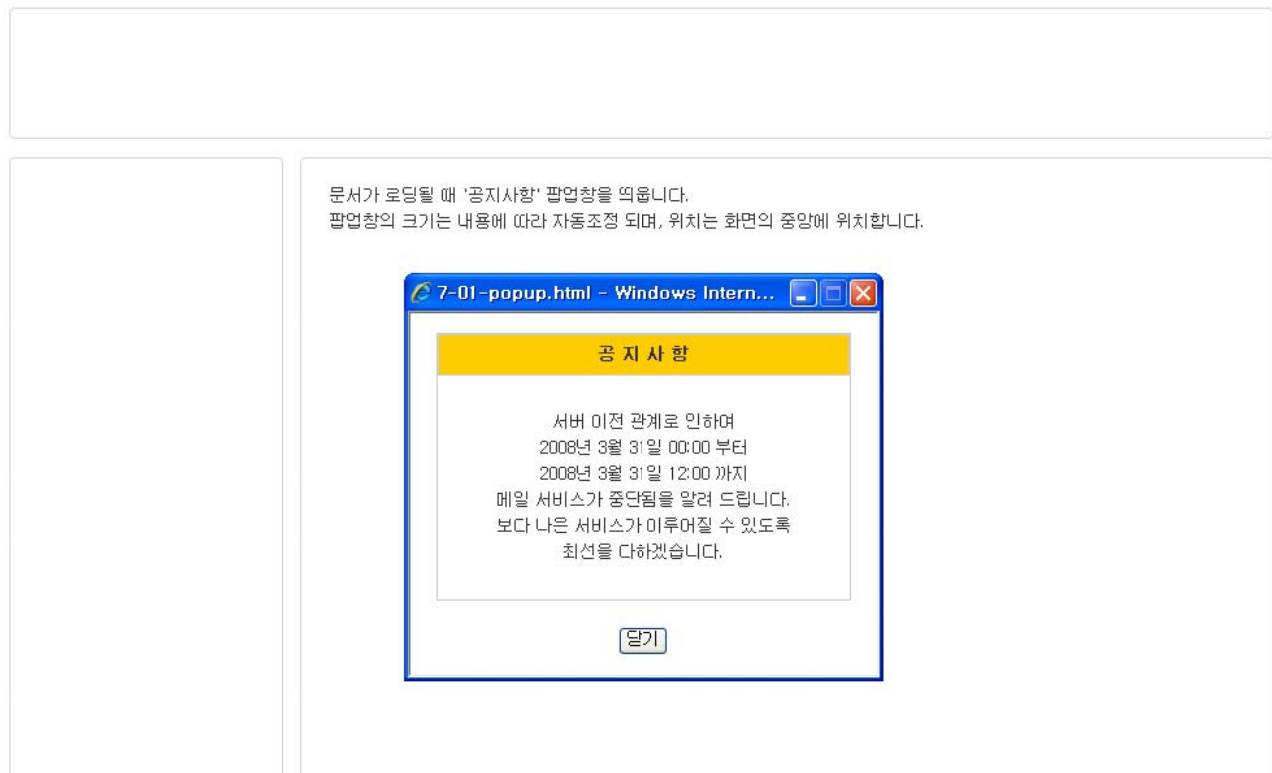 문서가 로딩될 때 '공지사항' 팝업창을 띄웁니다.
팝업창의 크기는 내용에 따라 자동조정 되며, 위치는 화면의 중앙에 위치합니다.
7-01-popup.html - Windows Intern...
공 지 사 항
서버 이전 관계로 인하여
2008년 3월 31일 00:00 부터
2008년 3월 31일 12:00 까지
메일 서비스가 중단됨을 알려 드립니다.
보다 나은 서비스가 이루어질 수 있도록
최선을 다하겠습니다.
닫기